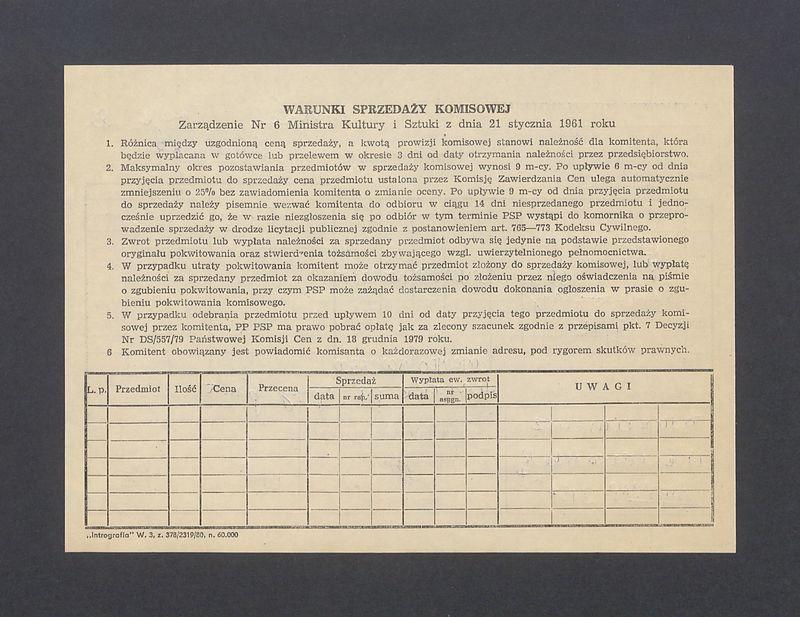 WARUNKI SPRZEDAŻY KOMISOWEJ
Zarządzenie Nr 6 Ministra Kultury i Sztuki z dnia 21 stycznia 1961 roku
1. Różnica między uzgodnioną ceną sprzedaży, a kwotą prowizji komisowej stanowi należność dla komitenta, która
będzie wypłacana w gotówce lub przelewem w okresie 3 dni od daty otrzymania należności przez przedsiębiorstwo.
2. Maksymalny okres pozostawiania przedmiotów w sprzedaży komisowej wynosi 9 m-cy. Po upływie 6 m-cy od dnia
przyjęcia przedmiotu do sprzedaży cena przedmiotu ustalona przez Komisję Zawierdzania Cen ulega automatycznie
zmniejszeniu o 25% bez zawiadomienia komitenta o zmianie oceny. Po upływie 9 m-cy od dnia przyjęcia przedmiotu
do sprzedaży należy pisemnie wezwać komitenta do odbioru w ciągu 14 dni niesprzedanego przedmiotu i jedno-
cześnie uprzedzić go, że w razie niezgłoszenia się po odbiór w tym terminie PSP wystąpi do komornika o przepro-
wadzenie sprzedaży w drodze licytacji publicznej zgodnie z postanowieniem art. 765—773 Kodeksu Cywilnego.
3. Zwrot przedmiotu lub wypłata należności za sprzedany przedmiot odbywa się jedynie na podstawie przedstawionego
oryginału pokwitowania oraz stwierdzenia tożsamości zbywającego wzgl. uwierzytelnionego pełnomocnictwa.
4. W przypadku utraty pokwitowania komitent może otrzymać przedmiot złożony do sprzedaży komisowej, lub wypłatę
należności za sprzedany przedmiot za okazaniem dowodu tożsamości po złożeniu przez niego oświadczenia na piśmie
o zgubieniu pokwitowania, przy czym PSP może zażądać dostarczenia dowodu dokonania ogłoszenia w prasie o zgu-
bieniu pokwitowania komisowego.
5. W przypadku odebrania przedmiotu przed upływem 10 dni od daty przyjęcia tego przedmiotu do sprzedaży komi-
sowej przez komitenta, PP PSP ma prawo pobrać opłatę jak za zlecony szacunek zgodnie z przepisami pkt. 7 Decyzji
Nr DS/557/79 Państwowej Komisji Cen z dn. 18 grudnia 1979 roku.
6 Komitent obowiązany jest powiadomić komisanta o każdorazowej zmianie adresu, pod rygorem skutków prawnych.
L. p. Przedmiot Ilość Cena Przecena Sprzedaż Wypłata ew. zwrot UWAGI
data nr rap. suma data nr asygn. podpis
„Intrografia" W. 3, z. 378/2319/80, n. 60.000